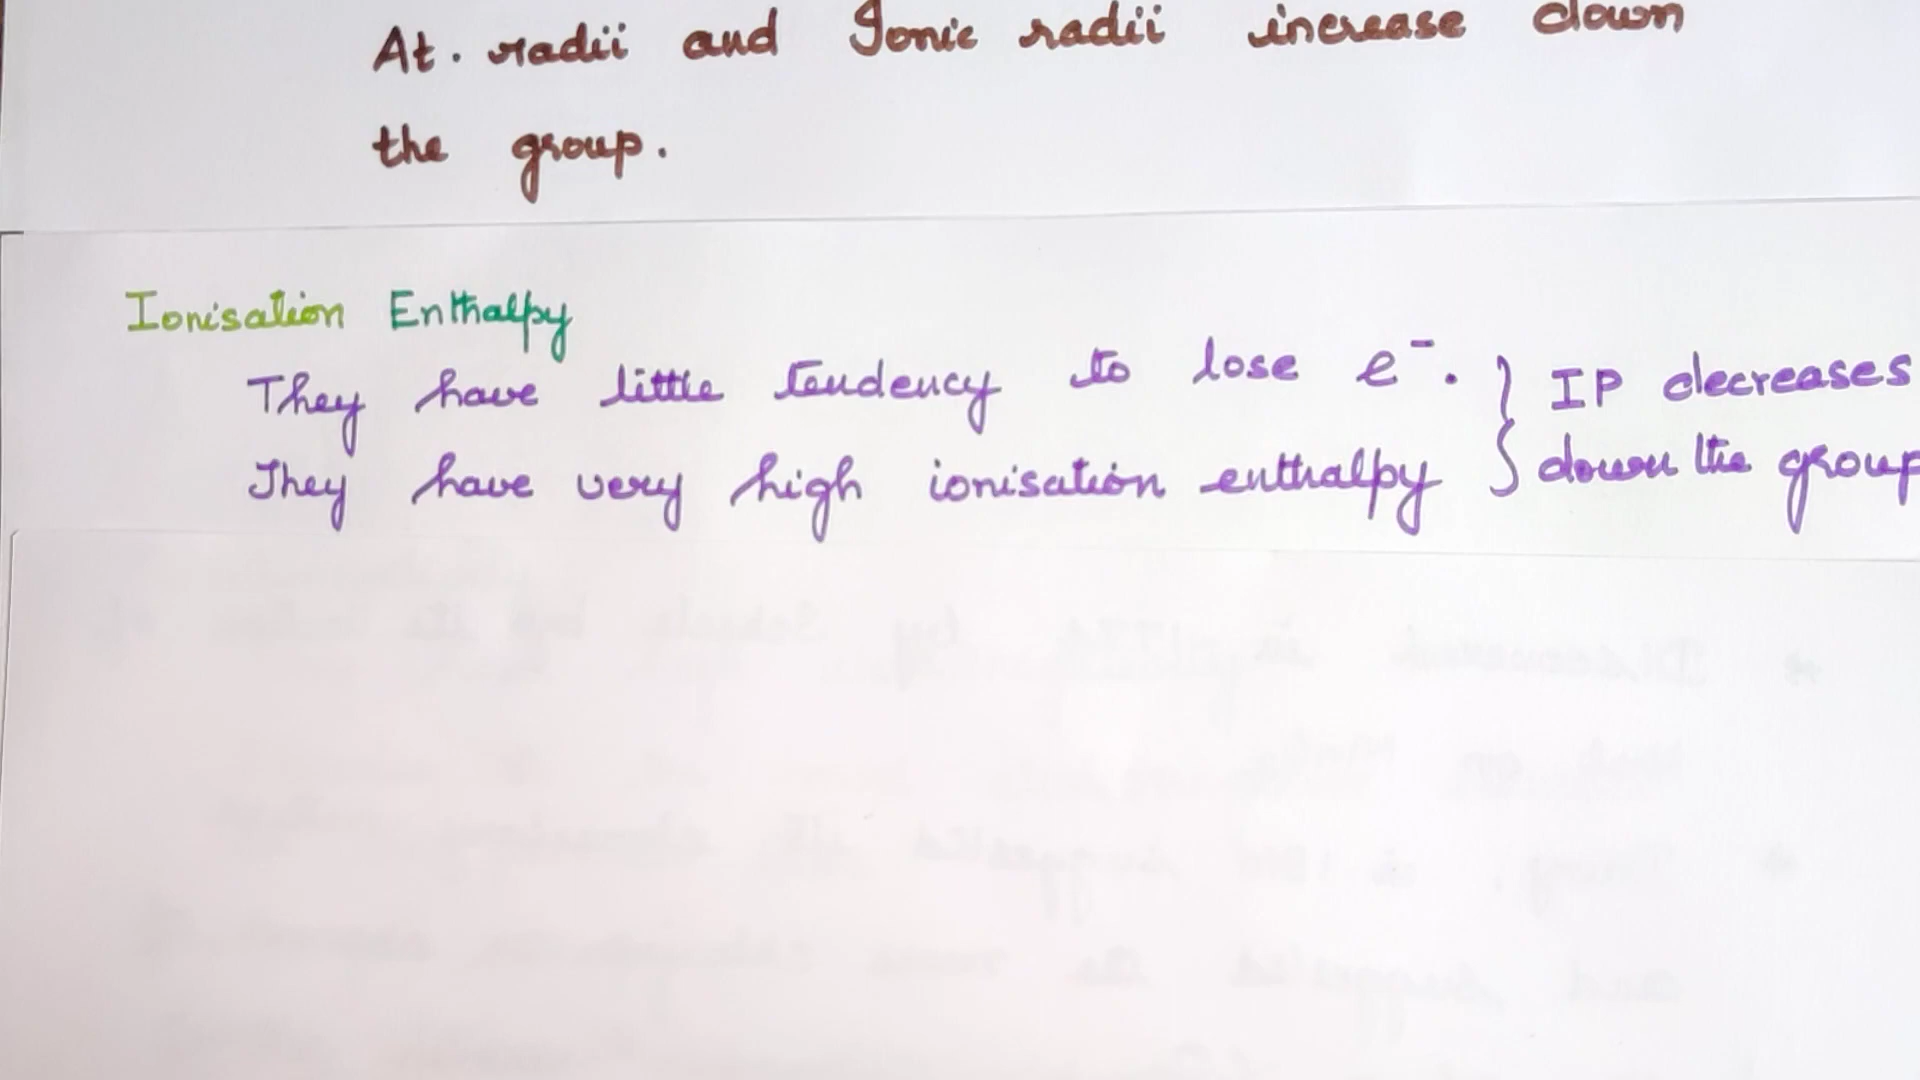 At. radii and Ionic radii increase down
the group.
Ionisation Enthalpy
They have little tendency to lose e⁻. } IP decreases
They have very high ionisation enthalpy } down the group